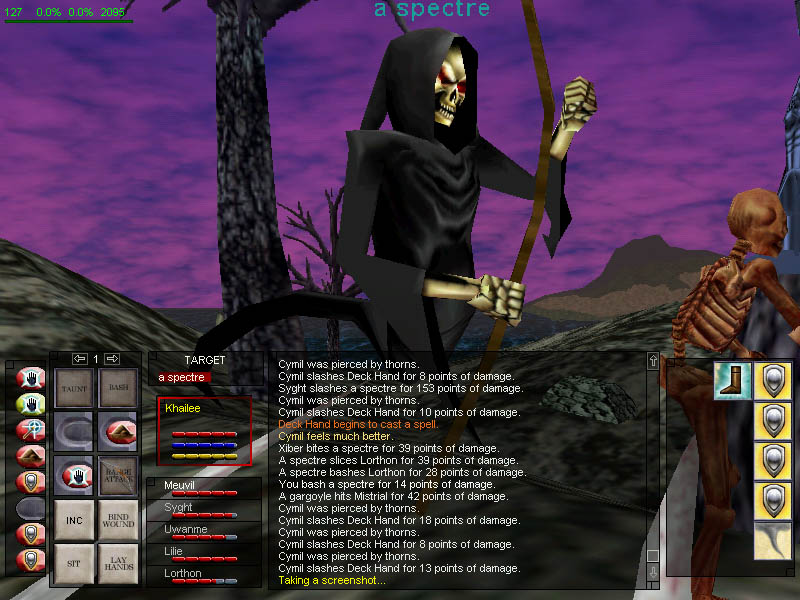 a spectre
127 0.0% 0.0% 2095
1
TAUNT
BASH
RANGE ATTACK
INC
BIND WOUND
SIT
LAY HANDS
TARGET
a spectre
Khailee
Meuvil
Syght
Uwanme
Lilie
Lorthon
Cymil was pierced by thorns.
Cymil slashes Deck Hand for 8 points of damage.
Syght slashes a spectre for 153 points of damage.
Cymil was pierced by thorns.
Cymil slashes Deck Hand for 10 points of damage.
Deck Hand begins to cast a spell.
Cymil feels much better.
Xiber bites a spectre for 39 points of damage.
A spectre slices Lorthon for 39 points of damage.
A spectre bashes Lorthon for 28 points of damage.
You bash a spectre for 14 points of damage.
A gargoyle hits Mistrial for 42 points of damage.
Cymil was pierced by thorns.
Cymil slashes Deck Hand for 18 points of damage.
Cymil was pierced by thorns.
Cymil slashes Deck Hand for 8 points of damage.
Cymil was pierced by thorns.
Cymil slashes Deck Hand for 13 points of damage.
Taking a screenshot...